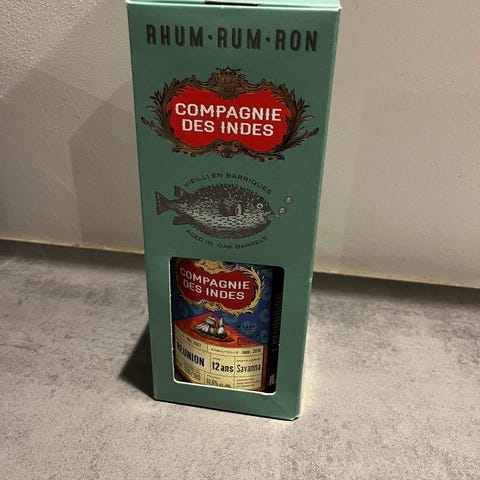 RHUM•RUM•RON
COMPAGNIE
DES INDES
VIEILLI EN BARRIQUES
AGED IN OAK BARRELS
COMPAGNIE
DES INDES
REUNION
12 ans
Savanna